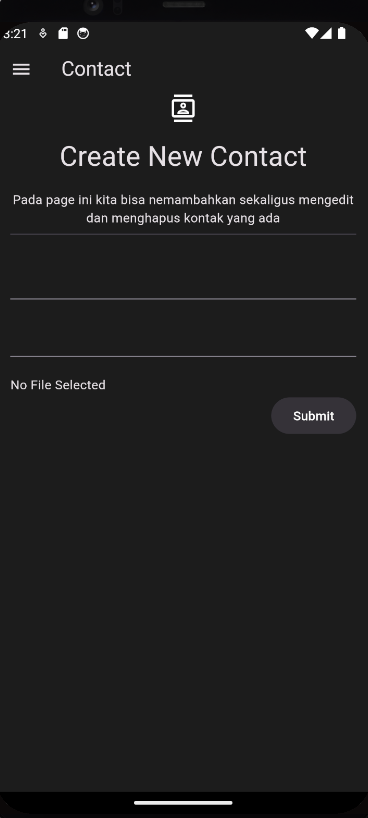 3:21
Contact
Create New Contact
Pada page ini kita bisa nemambahkan sekaligus mengedit
dan menghapus kontak yang ada
No File Selected
Submit